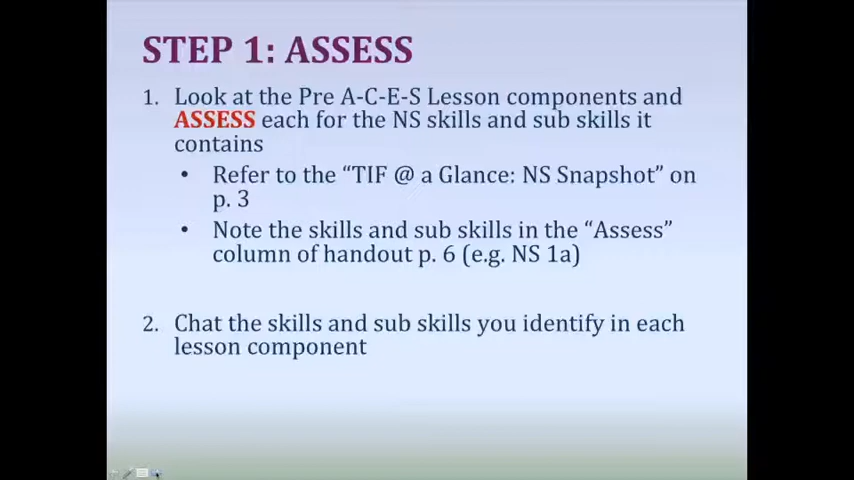 STEP 1: ASSESS
1. Look at the Pre A-C-E-S Lesson components and
ASSESS each for the NS skills and sub skills it
contains
• Refer to the “TIF @ a Glance: NS Snapshot” on
p. 3
• Note the skills and sub skills in the “Assess”
column of handout p. 6 (e.g. NS 1a)
2. Chat the skills and sub skills you identify in each
lesson component